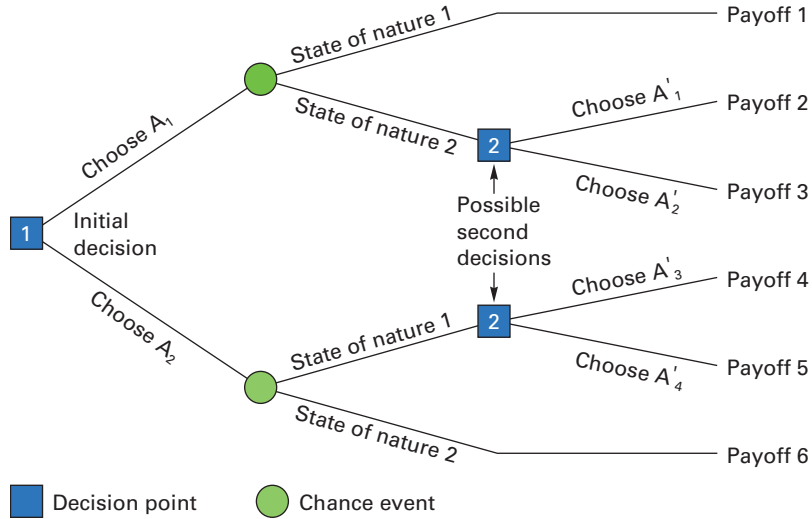 State of nature 1
Payoff 1
Choose A₁
State of nature 2
2
Choose A'₁
Payoff 2
Choose A'₂
Payoff 3
1
Initial
decision
Possible
second
decisions
Choose A₂
State of nature 1
2
Choose A'₃
Payoff 4
Choose A'₄
Payoff 5
State of nature 2
Payoff 6
Decision point
Chance event